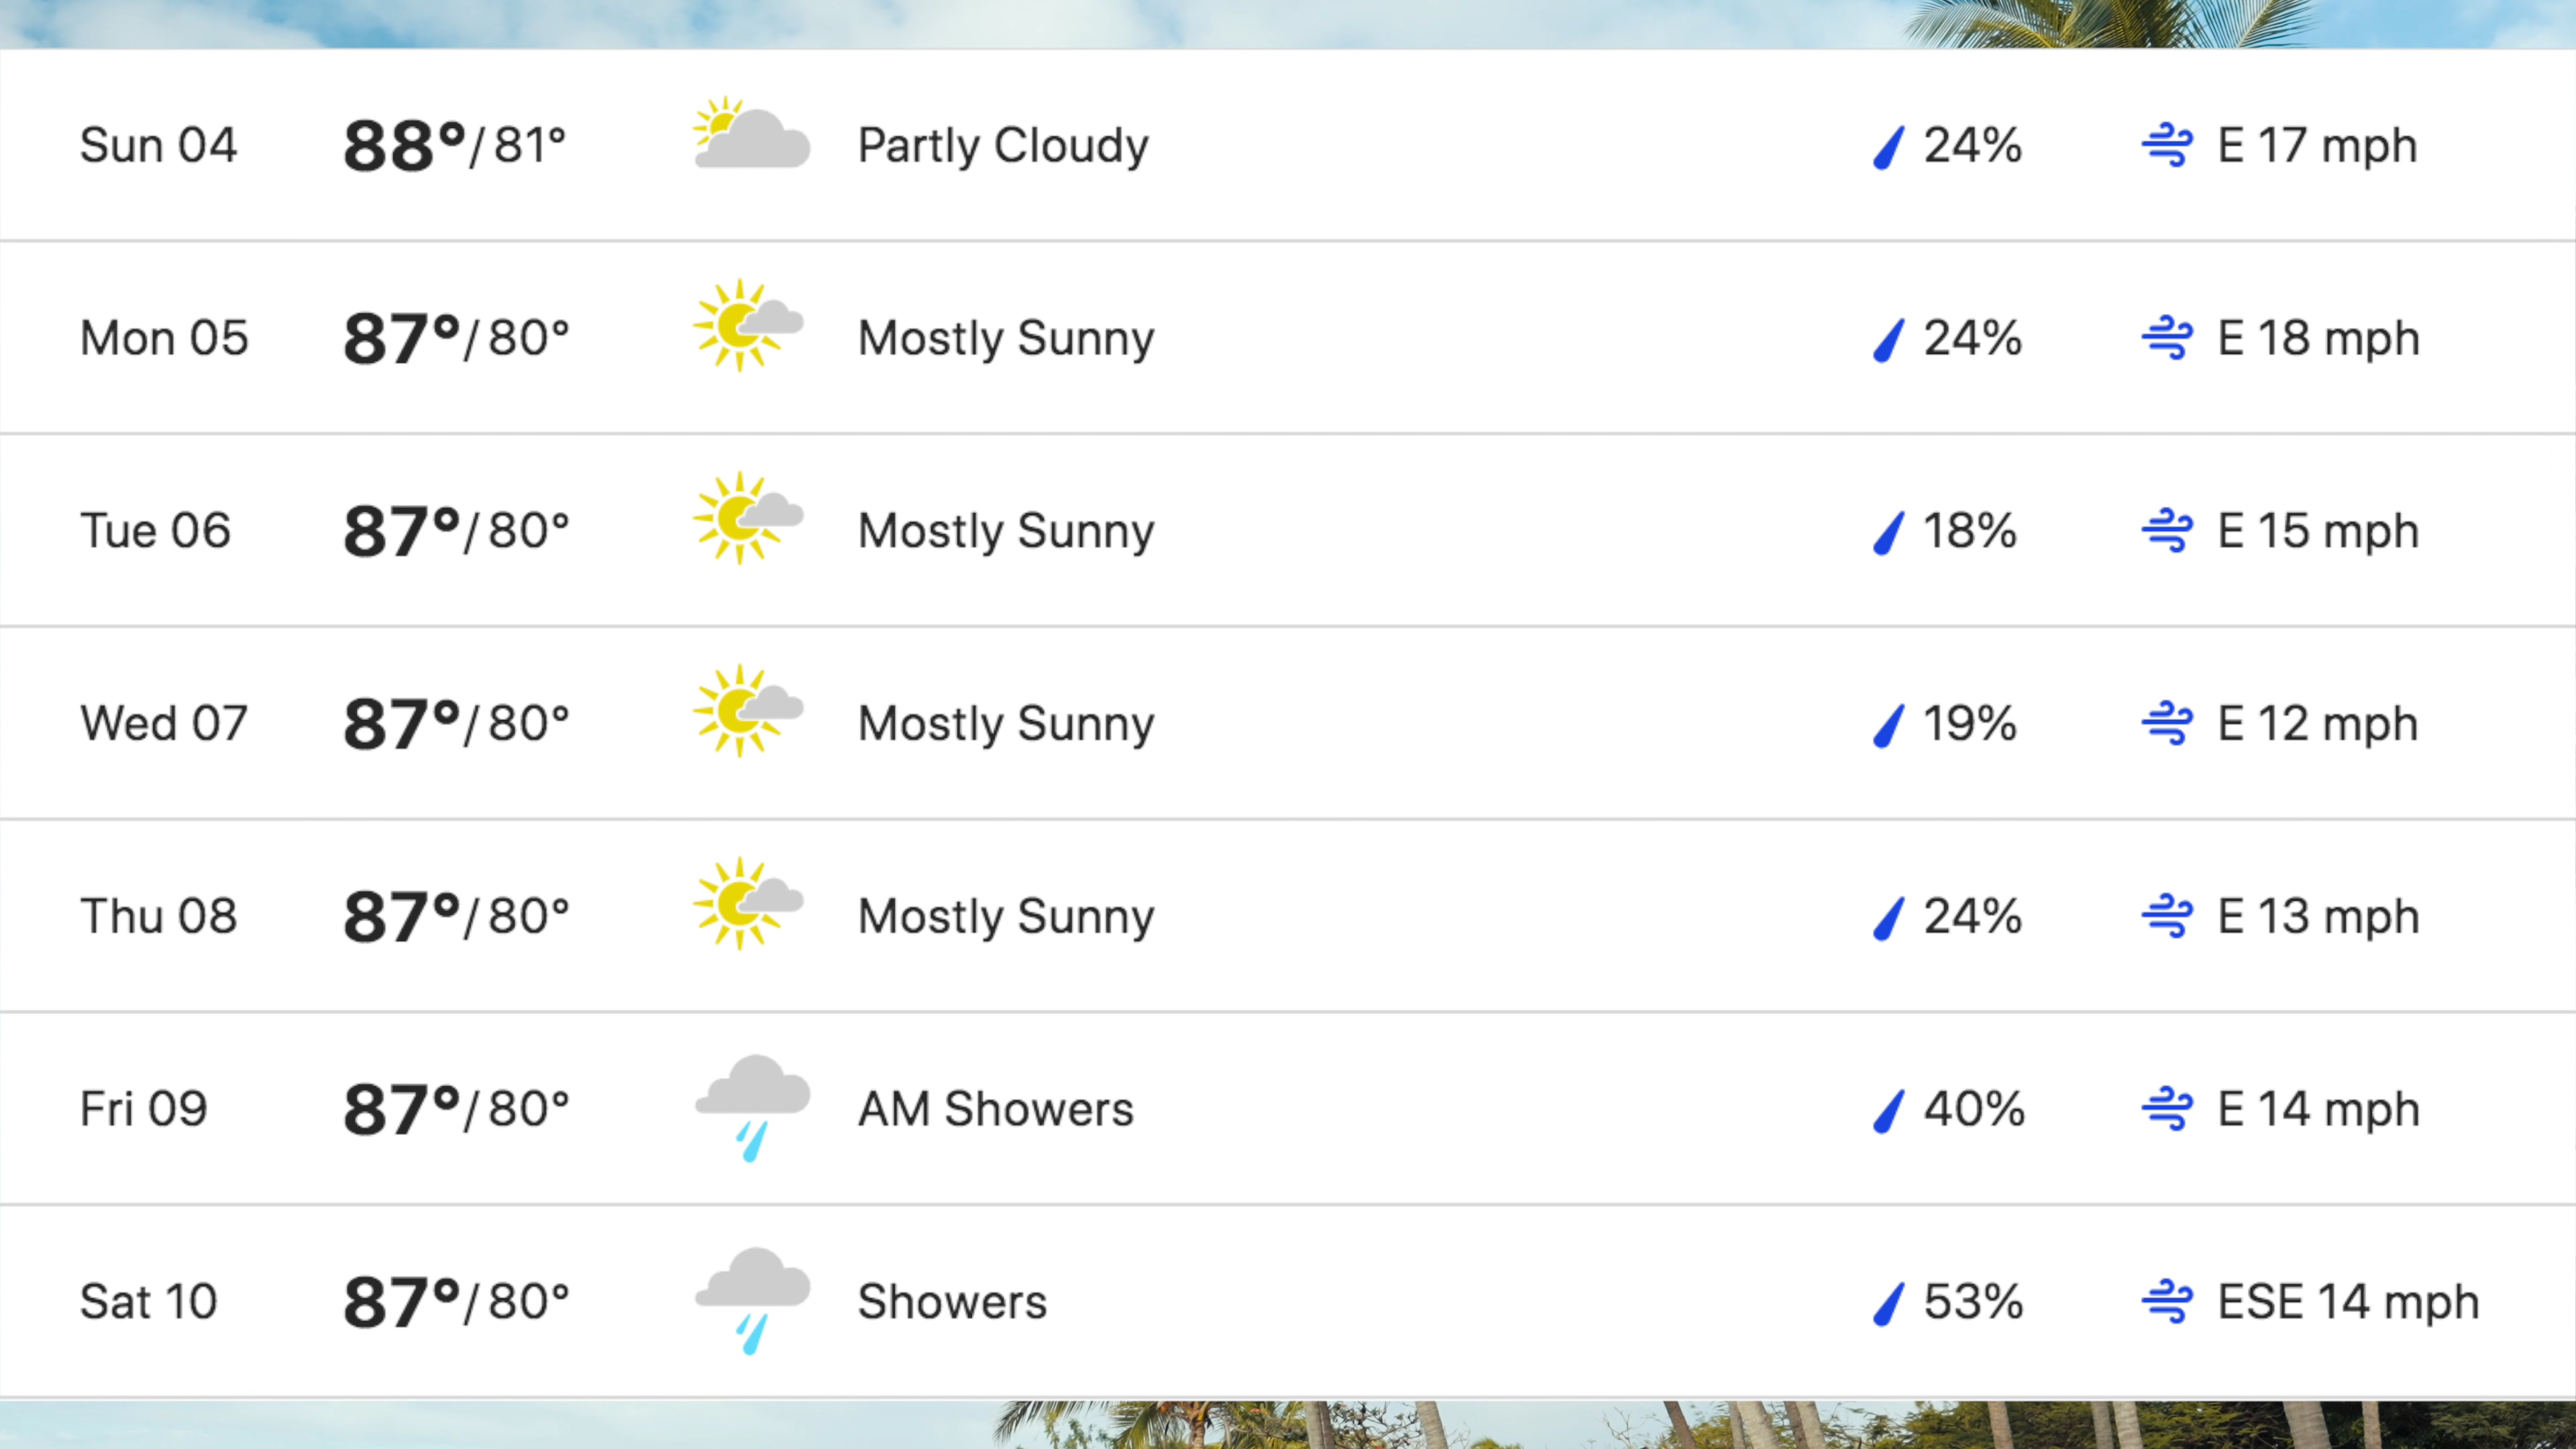 Sun 04 88°/81° Partly Cloudy 24% E 17 mph
Mon 05 87°/80° Mostly Sunny 24% E 18 mph
Tue 06 87°/80° Mostly Sunny 18% E 15 mph
Wed 07 87°/80° Mostly Sunny 19% E 12 mph
Thu 08 87°/80° Mostly Sunny 24% E 13 mph
Fri 09 87°/80° AM Showers 40% E 14 mph
Sat 10 87°/80° Showers 53% ESE 14 mph